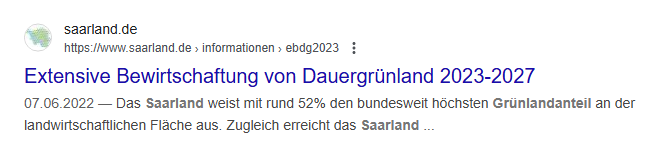 saarland.de
https://www.saarland.de › informationen › ebdg2023
Extensive Bewirtschaftung von Dauergrünland 2023-2027
07.06.2022 — Das Saarland weist mit rund 52% den bundesweit höchsten Grünlandanteil an der
landwirtschaftlichen Fläche aus. Zugleich erreicht das Saarland ...